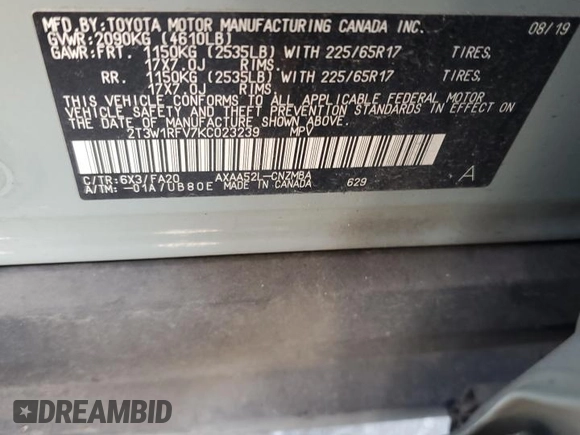 MFD.BY: TOYOTA MOTOR MANUFACTURING CANADA INC. 08/19
GVWR: 2090KG (4610LB)
GAWR: FRT. 1150KG (2535LB) WITH 225/65R17 TIRES,
17X7.0J RIMS.
RR. 1150KG (2535LB) WITH 225/65R17 TIRES,
17X7.0J RIMS.
THIS VEHICLE CONFORMS TO ALL APPLICABLE FEDERAL MOTOR
VEHICLE SAFETY AND THEFT PREVENTION STANDARDS IN
EFFECT ON THE DATE OF MANUFACTURE SHOWN ABOVE.
2T3W1RFV7KC023239 MPV
C/TR: 6X3/FA20 AXAA52L-CNZMBA
A/TM: -01A/UB80E MADE IN CANADA 629 A
DREAMBID